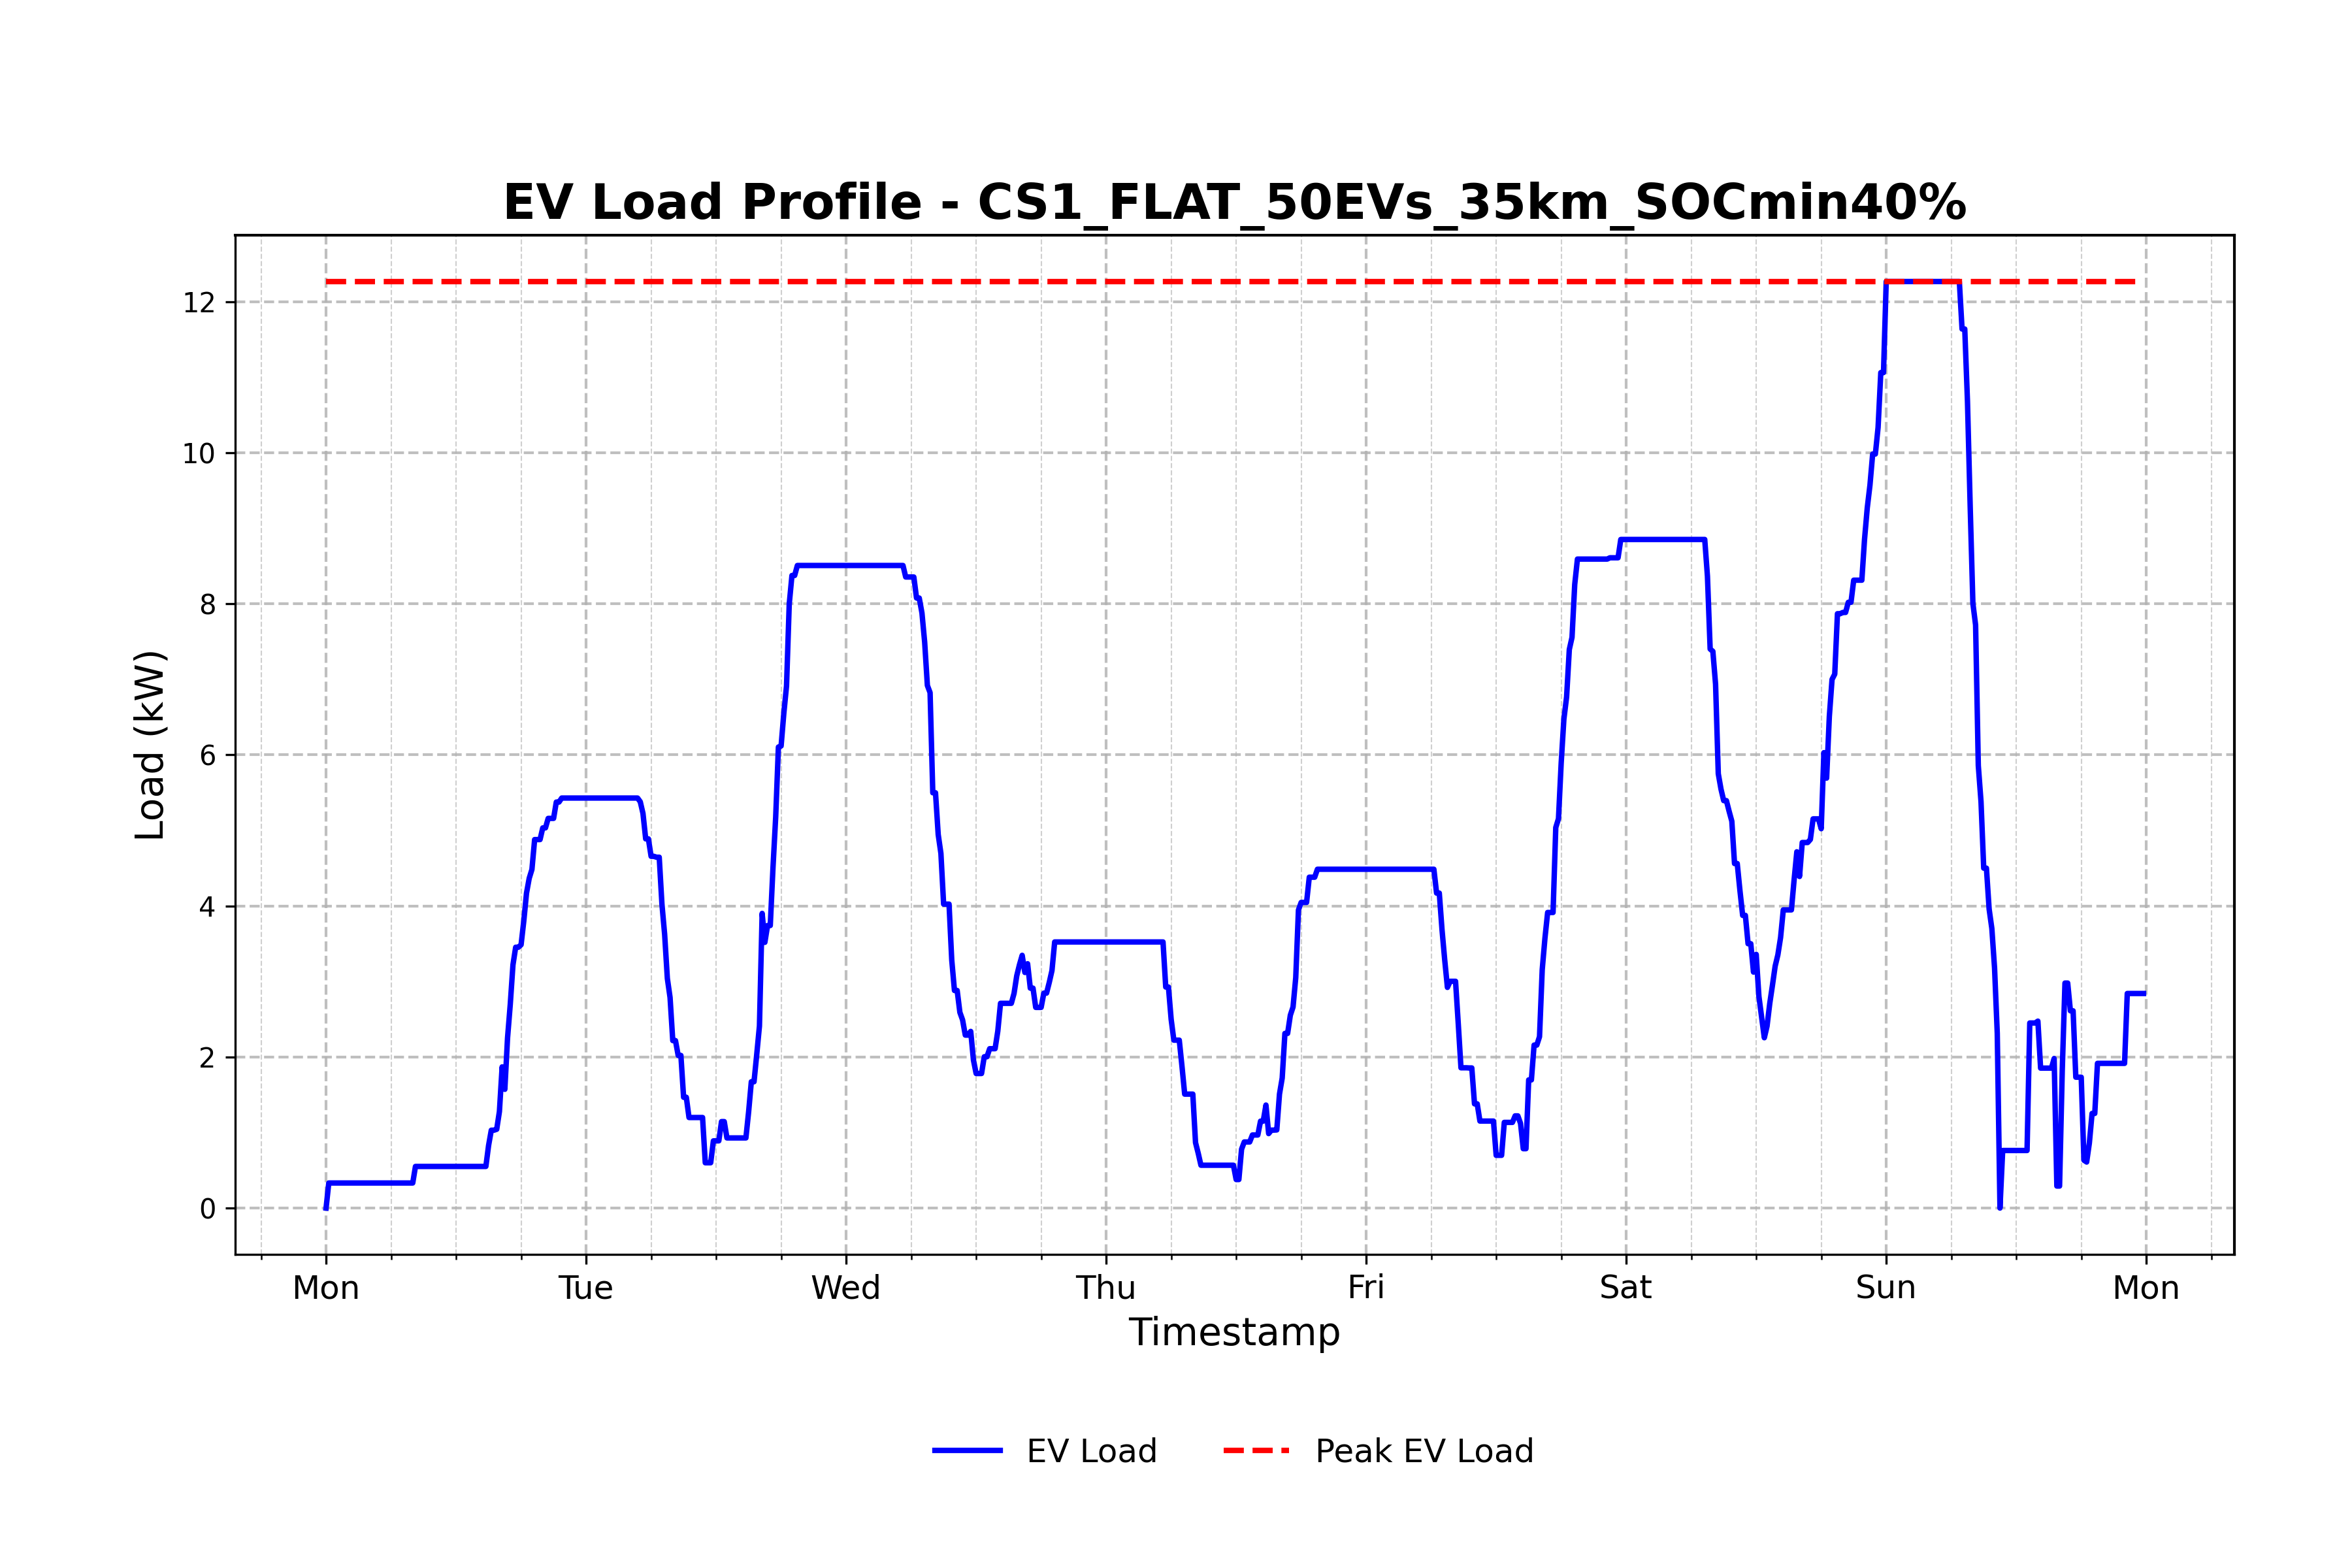 EV Load Profile - CS1_FLAT_50EVs_35km_SOCmin40%
Load (kW)
12
10
8
6
4
2
0
Mon Tue Wed Thu Fri Sat Sun Mon
Timestamp
EV Load Peak EV Load